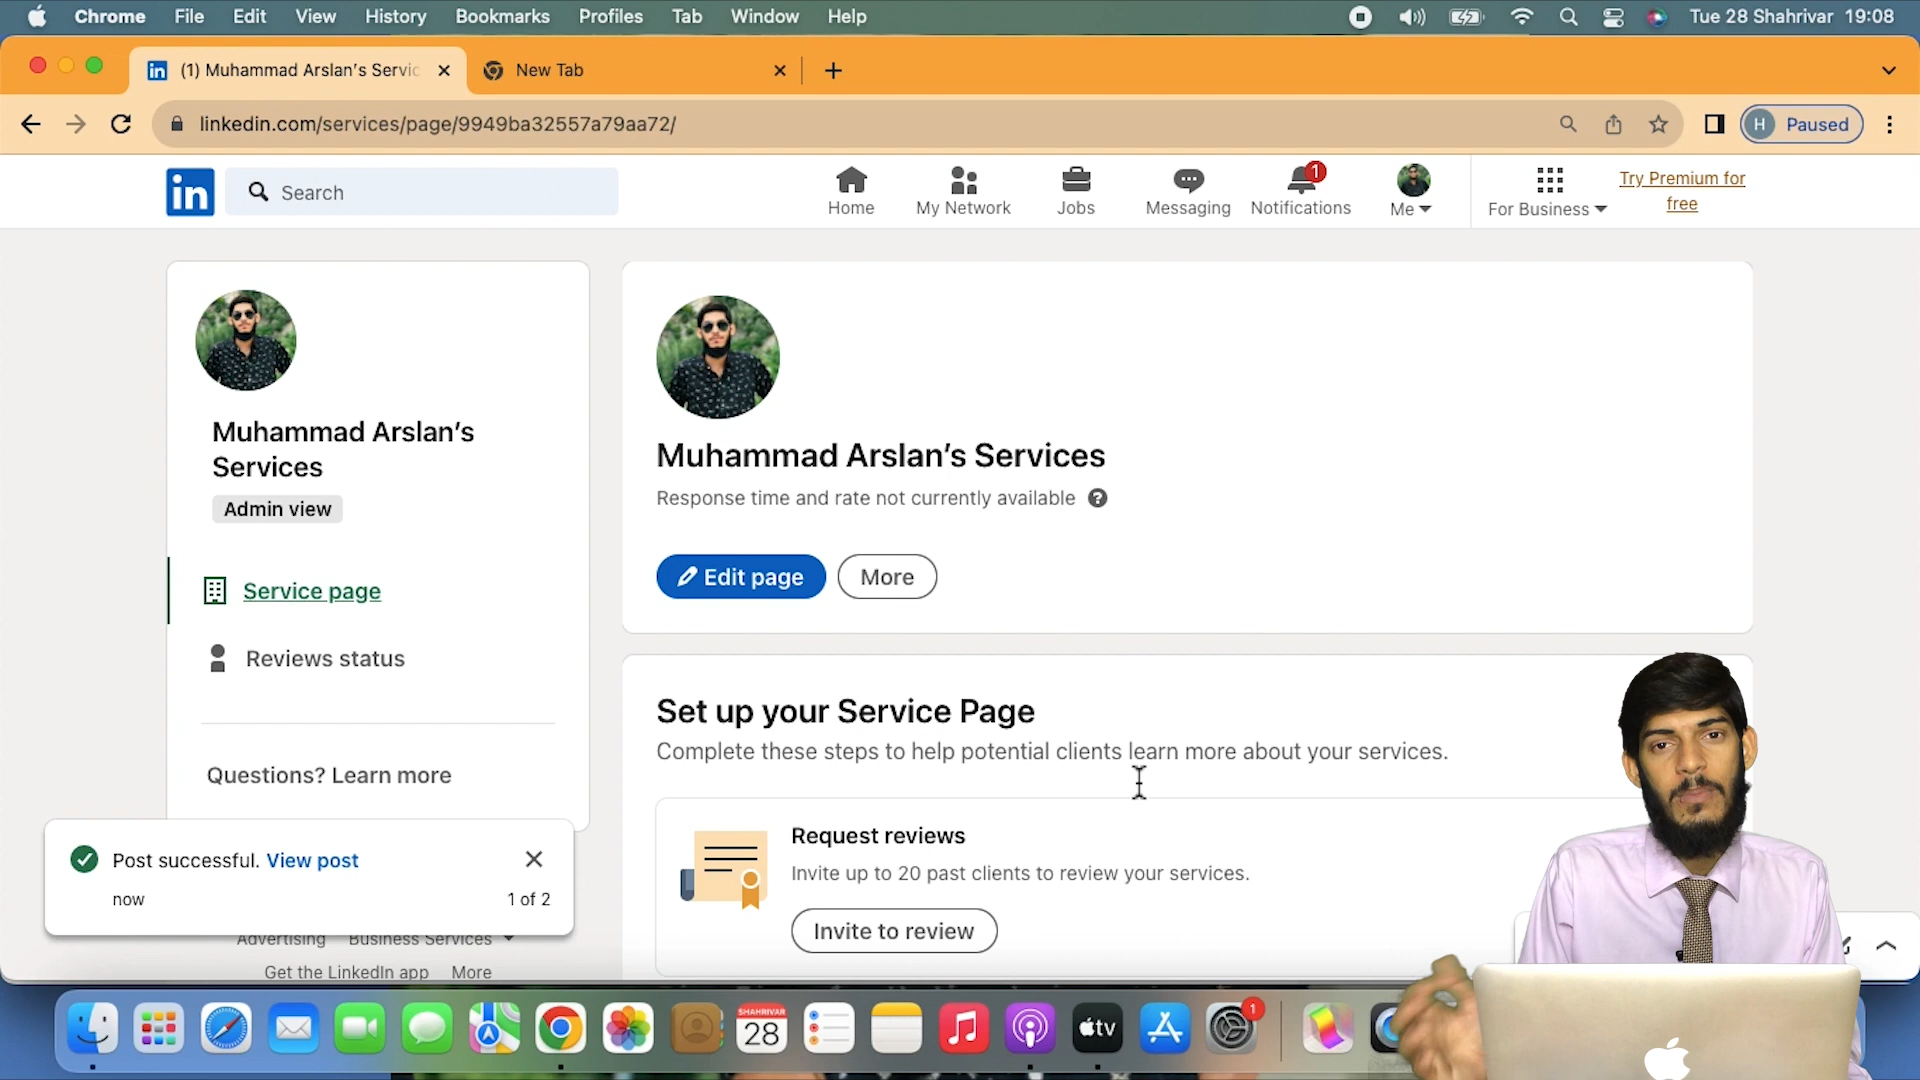 Chrome File Edit View History Bookmarks Profiles Tab Window Help Tue 28 Shahrivar 19:08
in (1) Muhammad Arslan's Servic New Tab
linkedin.com/services/page/9949ba32557a79aa72/ H Paused
in Search
Home My Network Jobs Messaging 1 Notifications Me For Business Try Premium for
free
Muhammad Arslan's
Services
Admin view
Service page
Reviews status
Questions? Learn more
Muhammad Arslan's Services
Response time and rate not currently available ?
Edit page More
Set up your Service Page
Complete these steps to help potential clients learn more about your services.
Request reviews
Invite up to 20 past clients to review your services.
Invite to review
Post successful. View post
now 1 of 2
Advertising Business Services
Get the LinkedIn app More
SHAHRIVAR
28
tv
1